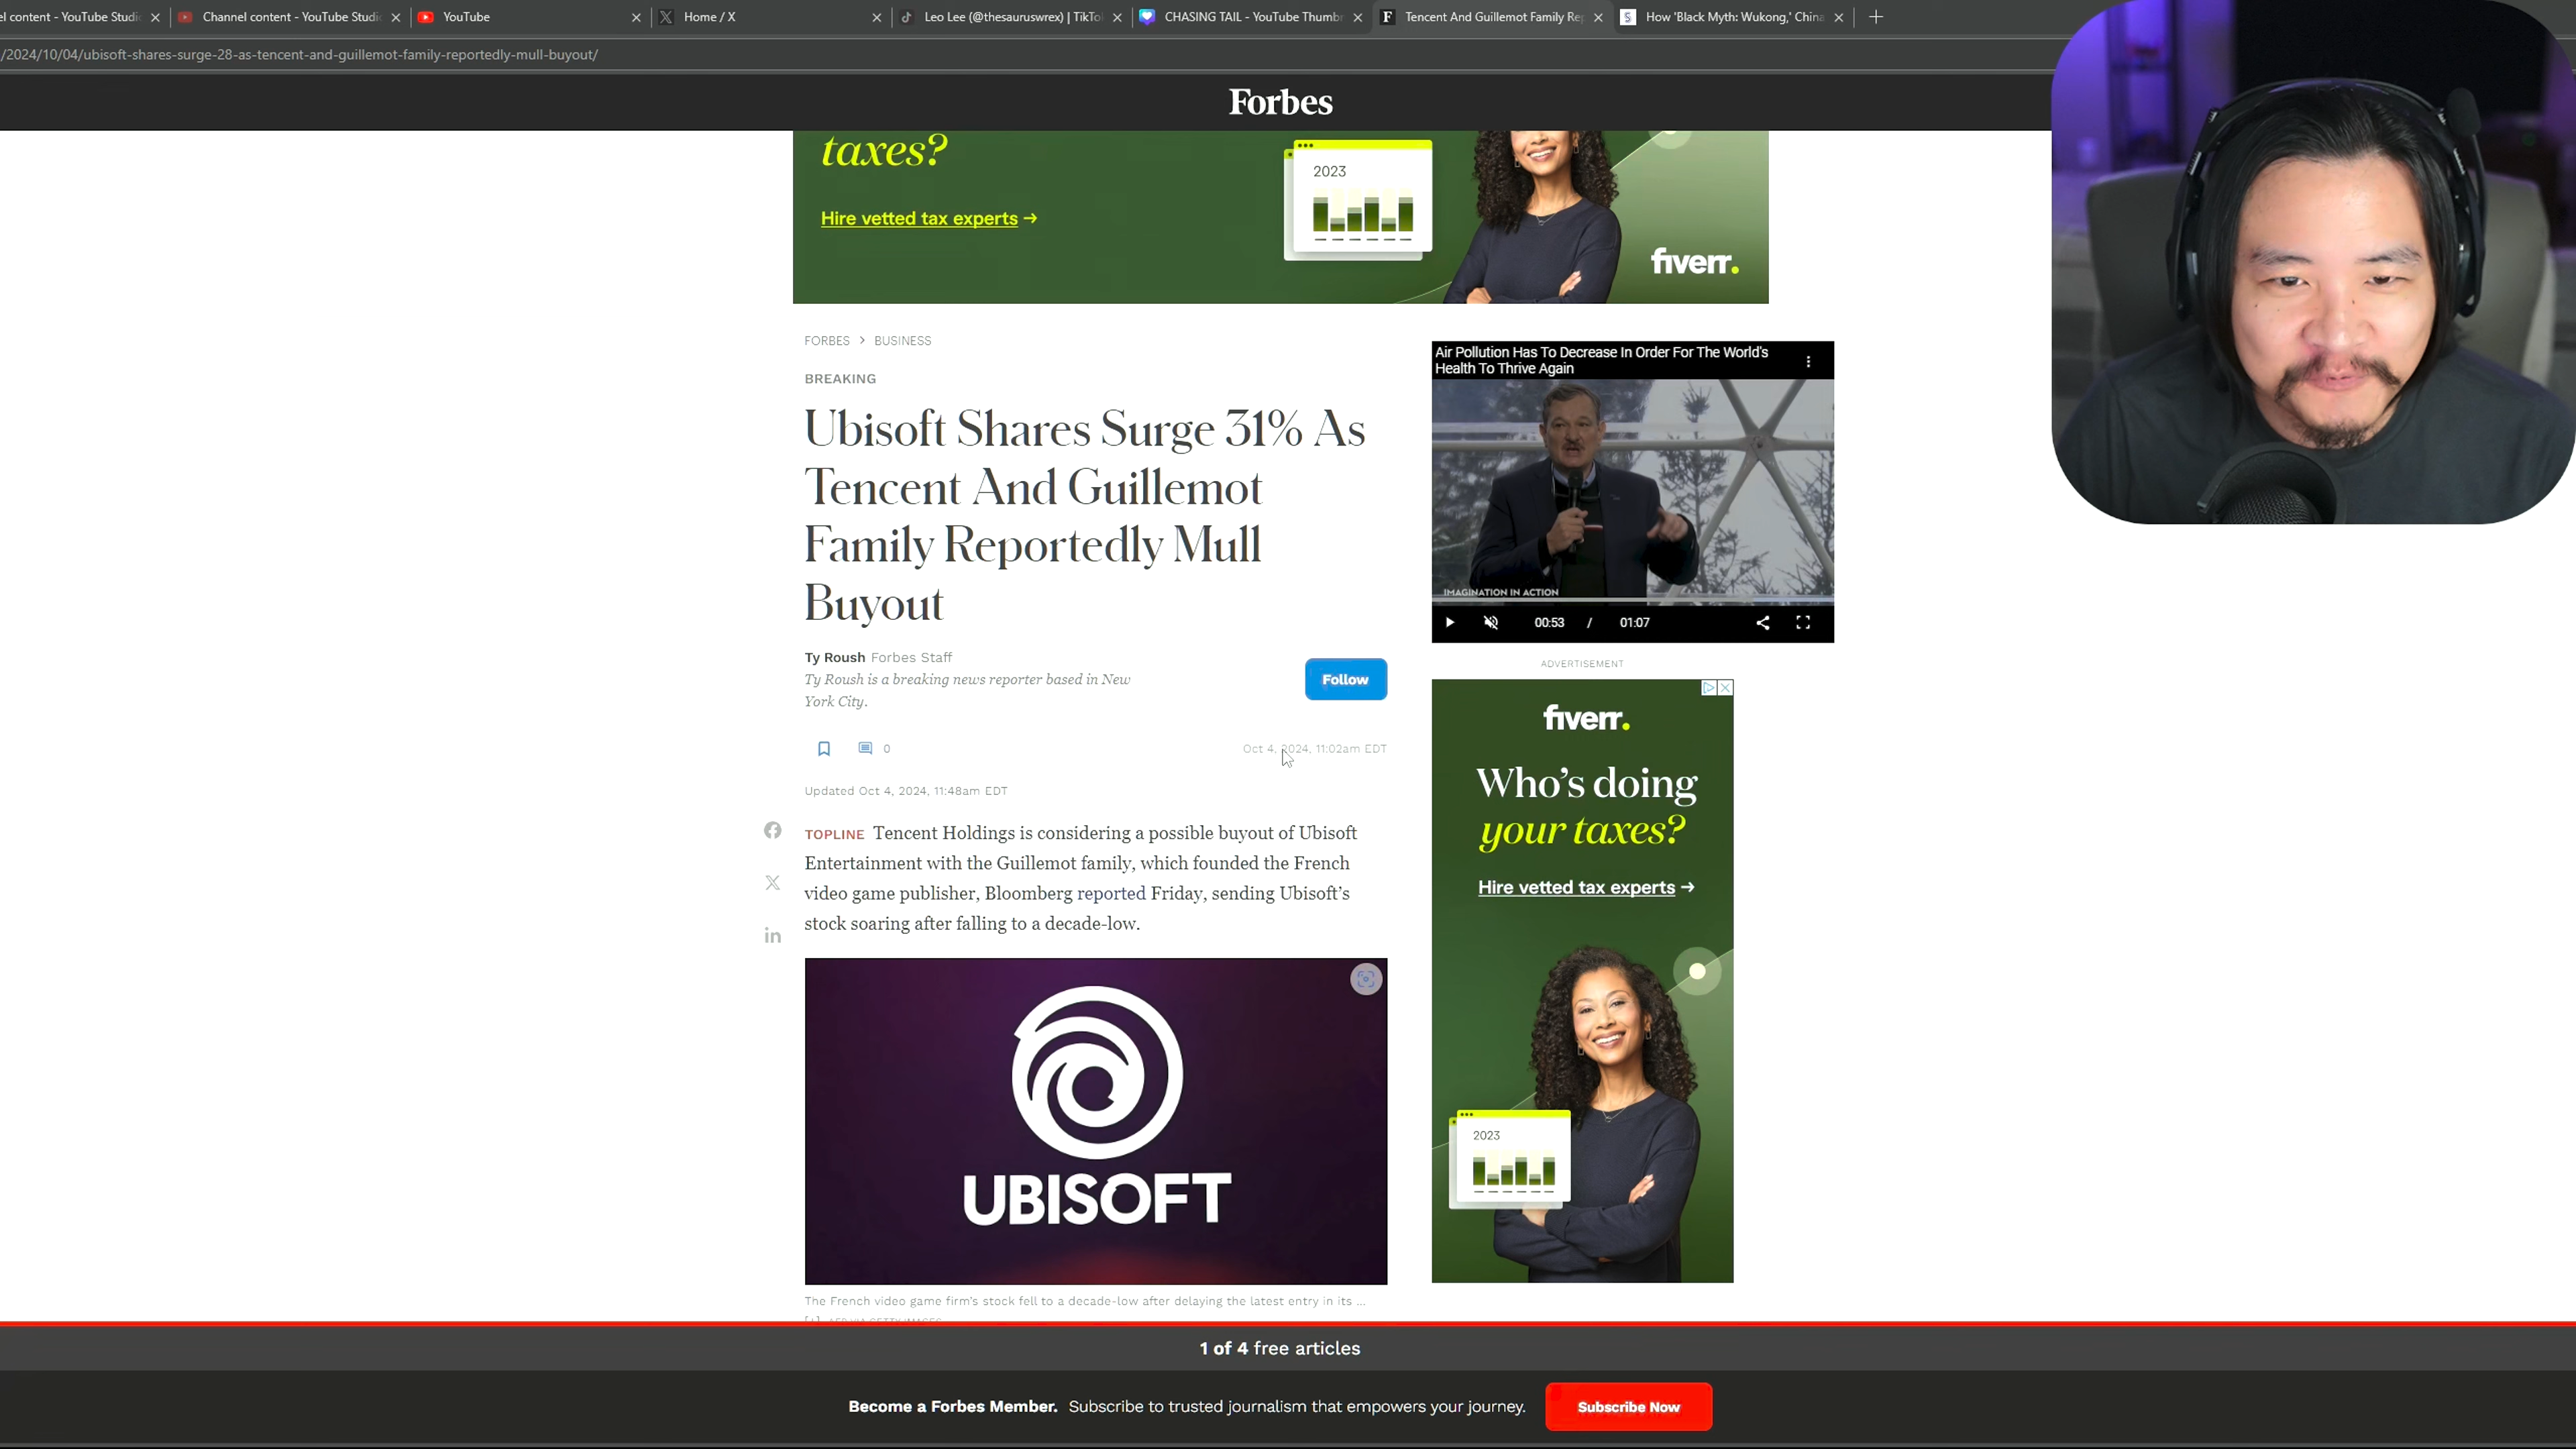 el content - YouTube Studic
Channel content - YouTube Studic
YouTube
Home / X
Leo Lee (@thesauruswrex) | TikTo
CHASING TAIL - YouTube Thumbr
Tencent And Guillemot Family Rep
How 'Black Myth: Wukong,' China
/2024/10/04/ubisoft-shares-surge-28-as-tencent-and-guillemot-family-reportedly-mull-buyout/
Forbes
taxes?
2023
Hire vetted tax experts →
fiverr.
FORBES > BUSINESS
BREAKING
Ubisoft Shares Surge 31% As
Tencent And Guillemot
Family Reportedly Mull
Buyout
Ty Roush Forbes Staff
Ty Roush is a breaking news reporter based in New
York City.
Follow
0
Oct 4, 2024, 11:02am EDT
Updated Oct 4, 2024, 11:48am EDT
TOPLINE Tencent Holdings is considering a possible buyout of Ubisoft
Entertainment with the Guillemot family, which founded the French
video game publisher, Bloomberg reported Friday, sending Ubisoft's
stock soaring after falling to a decade-low.
UBISOFT
The French video game firm's stock fell to a decade-low after delaying the latest entry in its ...
Air Pollution Has To Decrease In Order For The World's
Health To Thrive Again
IMAGINATION IN ACTION
00:53 / 01:07
ADVERTISEMENT
fiverr.
Who's doing
your taxes?
Hire vetted tax experts →
2023
1 of 4 free articles
Become a Forbes Member. Subscribe to trusted journalism that empowers your journey.
Subscribe Now